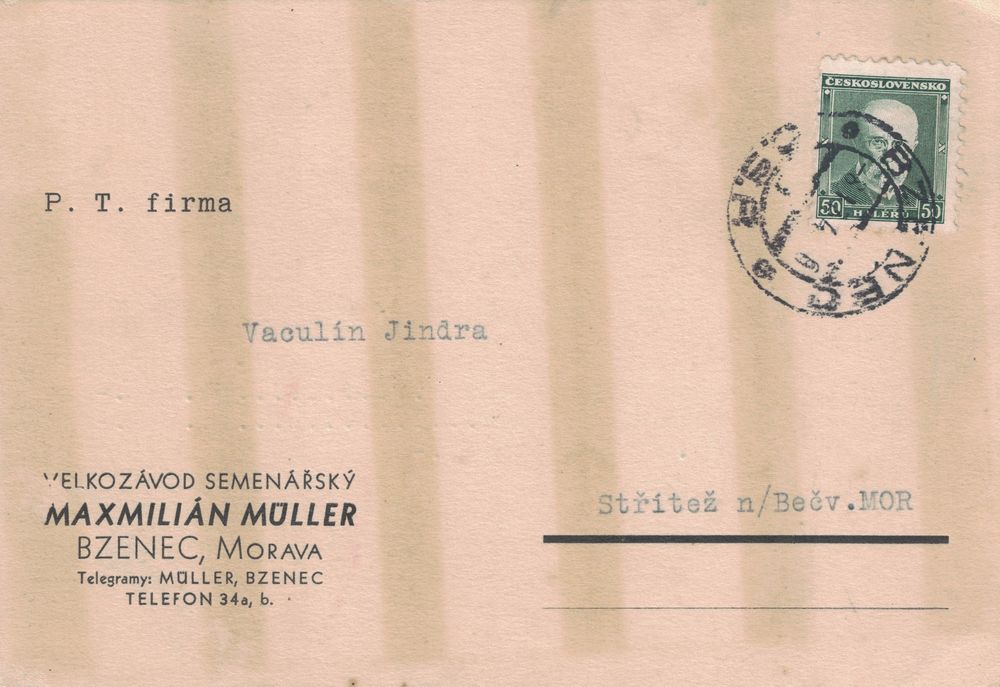 ČESKOSLOVENSKO
50 HALÉŘŮ 50
BZENEC
P. T. firma
Vaculín Jindra
VELKOZÁVOD SEMENÁŘSKÝ
MAXMILIÁN MÜLLER
BZENEC, MORAVA
Telegramy: MÜLLER, BZENEC
TELEFON 34a, b.
Střítež n/Bečv.MOR